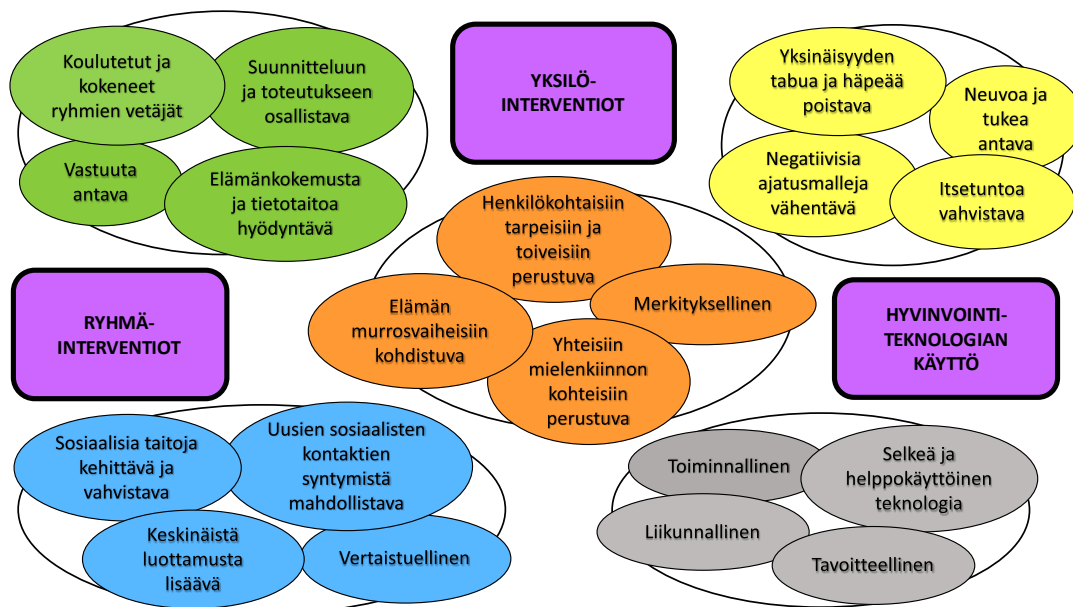 Koulutetut ja
kokeneet
ryhmien vetäjät
Suunnitteluun
ja toteutukseen
osallistava
Vastuuta
antava
Elämänkokemusta
ja tietotaitoa
hyödyntävä
YKSILÖ-
INTERVENTIOT
Yksinäisyyden
tabua ja häpeää
poistava
Neuvoa ja
tukea
antava
Negatiivisia
ajatusmalleja
vähentävä
Itsetuntoa
vahvistava
Henkilökohtaisiin
tarpeisiin ja
toiveisiin
perustuva
Elämän
murrosvaiheisiin
kohdistuva
Merkityksellinen
Yhteisiin
mielenkiinnon
kohteisiin
perustuva
RYHMÄ-
INTERVENTIOT
HYVINVOINTI-
TEKNOLOGIAN
KÄYTTÖ
Sosiaalisia taitoja
kehittävä ja
vahvistava
Uusien sosiaalisten
kontaktien
syntymistä
mahdollistava
Keskinäistä
luottamusta
lisäävä
Vertaistuellinen
Toiminnallinen
Selkeä ja
helppokäyttöinen
teknologia
Liikunnallinen
Tavoitteellinen